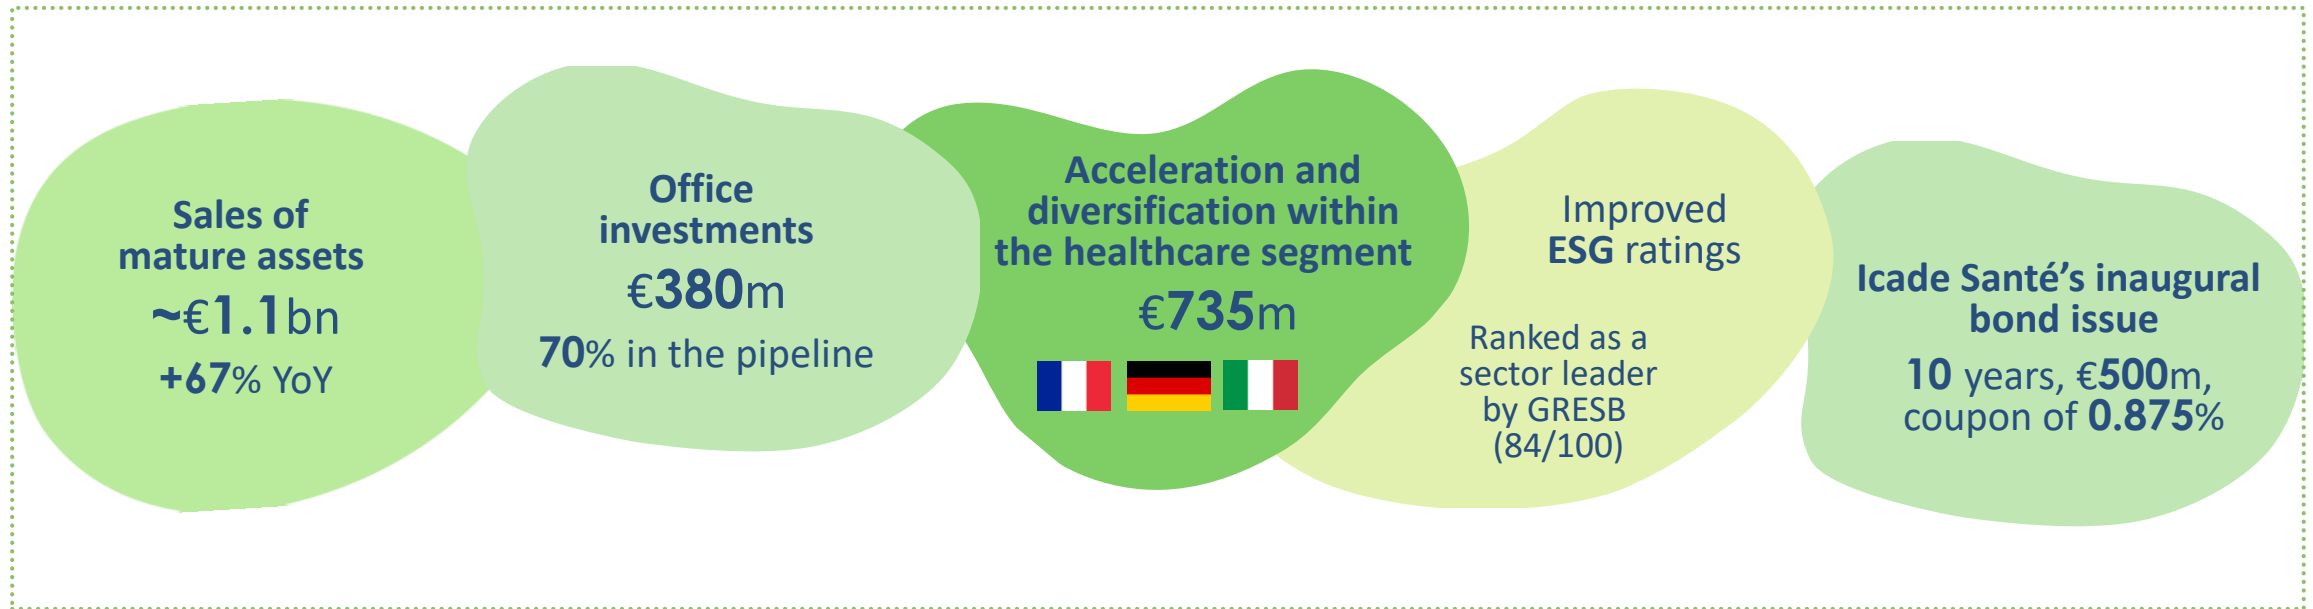 Sales of
mature assets
~€1.1bn
+67% YoY
Office
investments
€380m
70% in the pipeline
Acceleration and
diversification within
the healthcare segment
€735m
Improved
ESG ratings
Ranked as a
sector leader
by GRESB
(84/100)
Icade Santé’s inaugural
bond issue
10 years, €500m,
coupon of 0.875%